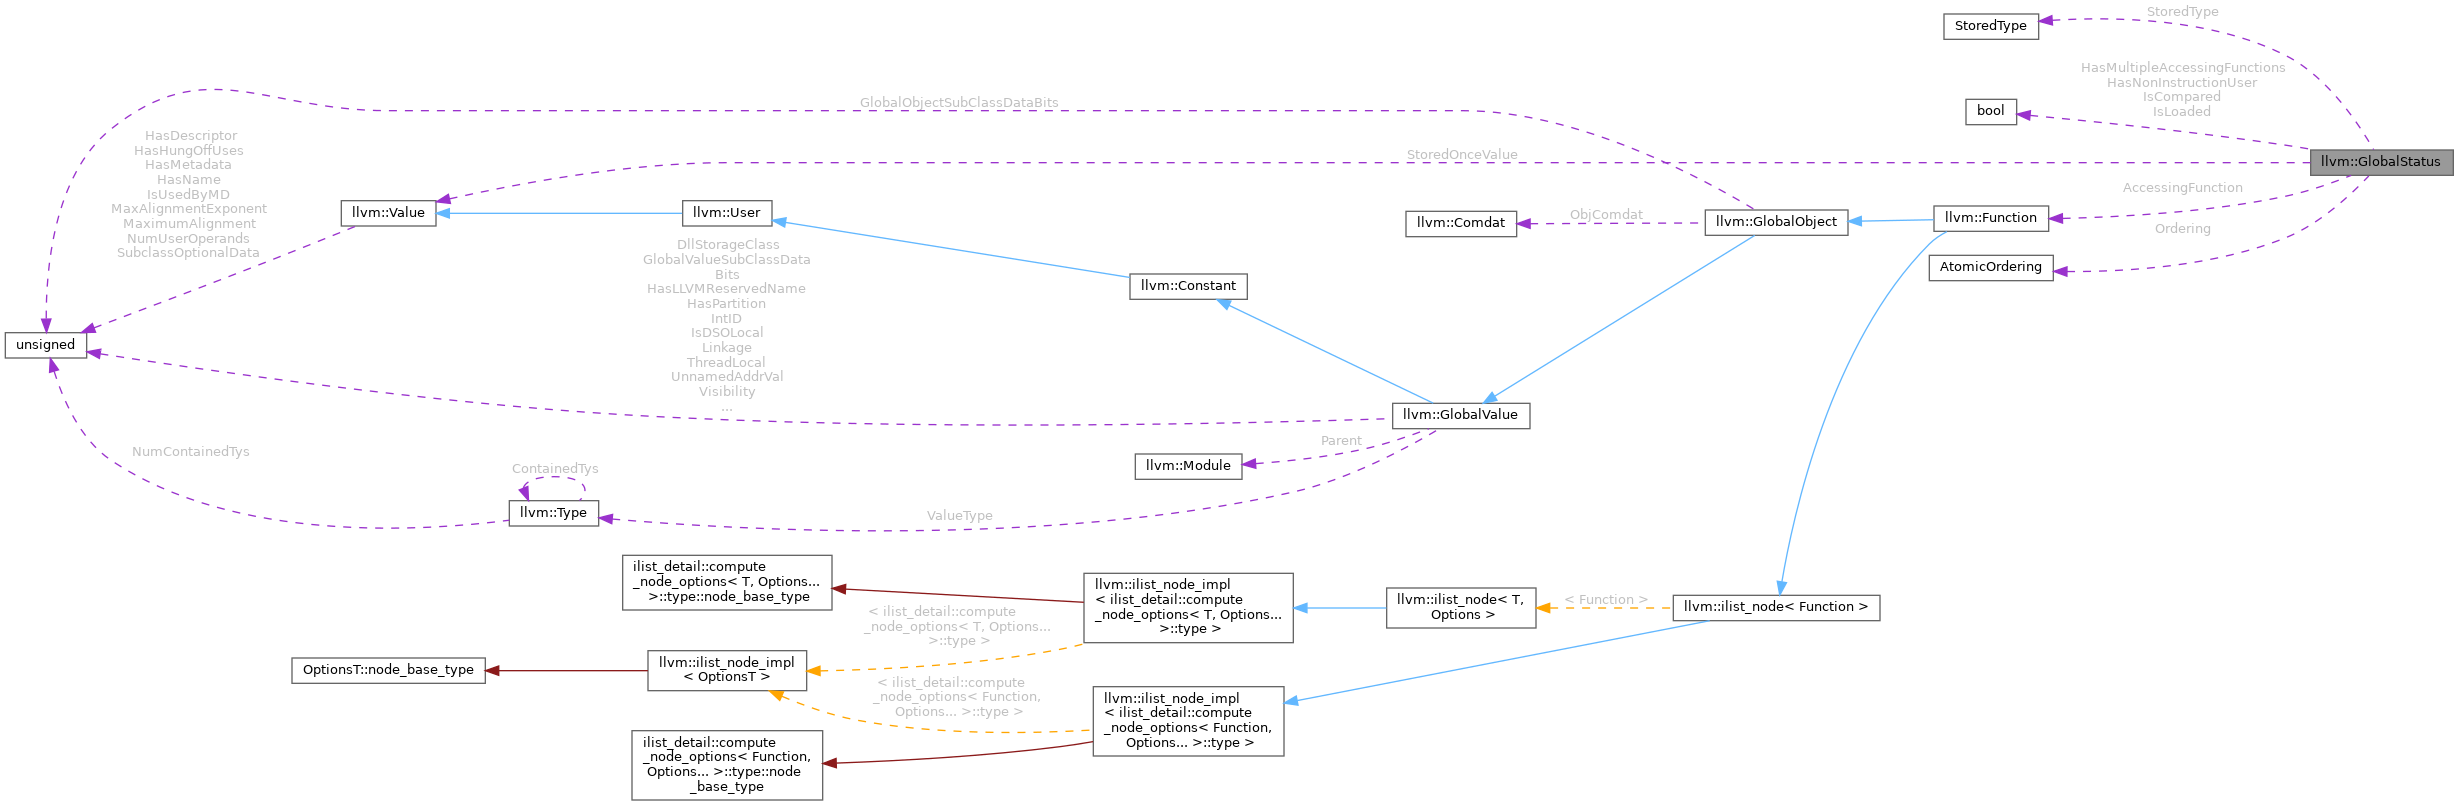 StoredType
StoredType
HasMultipleAccessingFunctions
HasNonInstructionUser
IsCompared
IsLoaded
bool
GlobalObjectSubClassDataBits
HasDescriptor
HasHungOffUses
HasMetadata
HasName
IsUsedByMD
MaxAlignmentExponent
MaximumAlignment
NumUserOperands
SubclassOptionalData
StoredOnceValue
llvm::GlobalStatus
AccessingFunction
llvm::Value
llvm::User
llvm::Comdat
ObjComdat
llvm::GlobalObject
llvm::Function
Ordering
AtomicOrdering
DllStorageClass
GlobalValueSubClassData
Bits
HasLLVMReservedName
HasPartition
IntID
IsDSOLocal
Linkage
ThreadLocal
UnnamedAddrVal
Visibility
...
llvm::Constant
unsigned
llvm::GlobalValue
Parent
llvm::Module
NumContainedTys
ContainedTys
llvm::Type
ValueType
ilist_detail::compute
_node_options< T, Options...
>::type::node_base_type
llvm::ilist_node_impl
< ilist_detail::compute
_node_options< T, Options...
>::type >
llvm::ilist_node< T,
Options >
< Function >
llvm::ilist_node< Function >
< ilist_detail::compute
_node_options< T, Options...
>::type >
OptionsT::node_base_type
llvm::ilist_node_impl
< OptionsT >
< ilist_detail::compute
_node_options< Function,
Options... >::type >
llvm::ilist_node_impl
< ilist_detail::compute
_node_options< Function,
Options... >::type >
ilist_detail::compute
_node_options< Function,
Options... >::type::node
_base_type